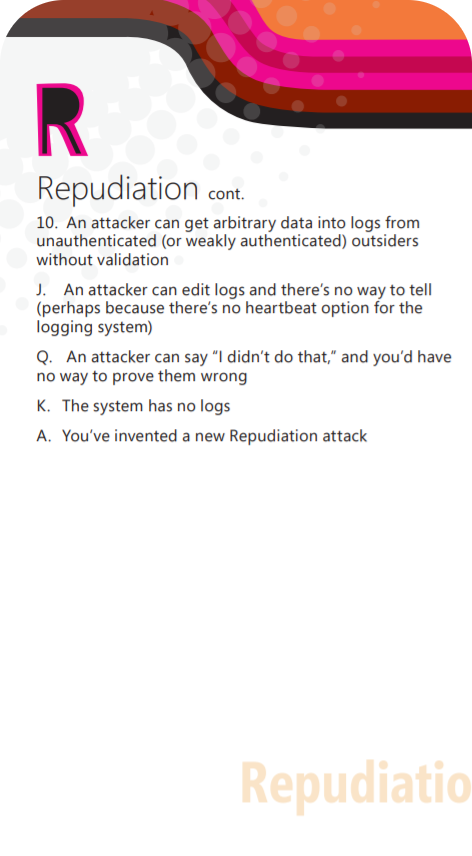 R
Repudiation cont.
10. An attacker can get arbitrary data into logs from
unauthenticated (or weakly authenticated) outsiders
without validation
J. An attacker can edit logs and there’s no way to tell
(perhaps because there’s no heartbeat option for the
logging system)
Q. An attacker can say “I didn’t do that,” and you’d have
no way to prove them wrong
K. The system has no logs
A. You’ve invented a new Repudiation attack
Repudiatio